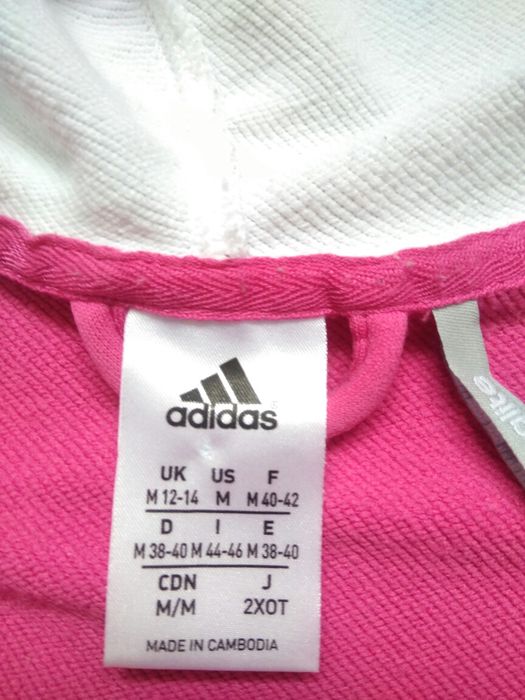 adidas
UK US F
M 12-14 M M 40-42
D I E
M 38-40 M 44-46 M 38-40
CDN J
M/M 2XOT
MADE IN CAMBODIA